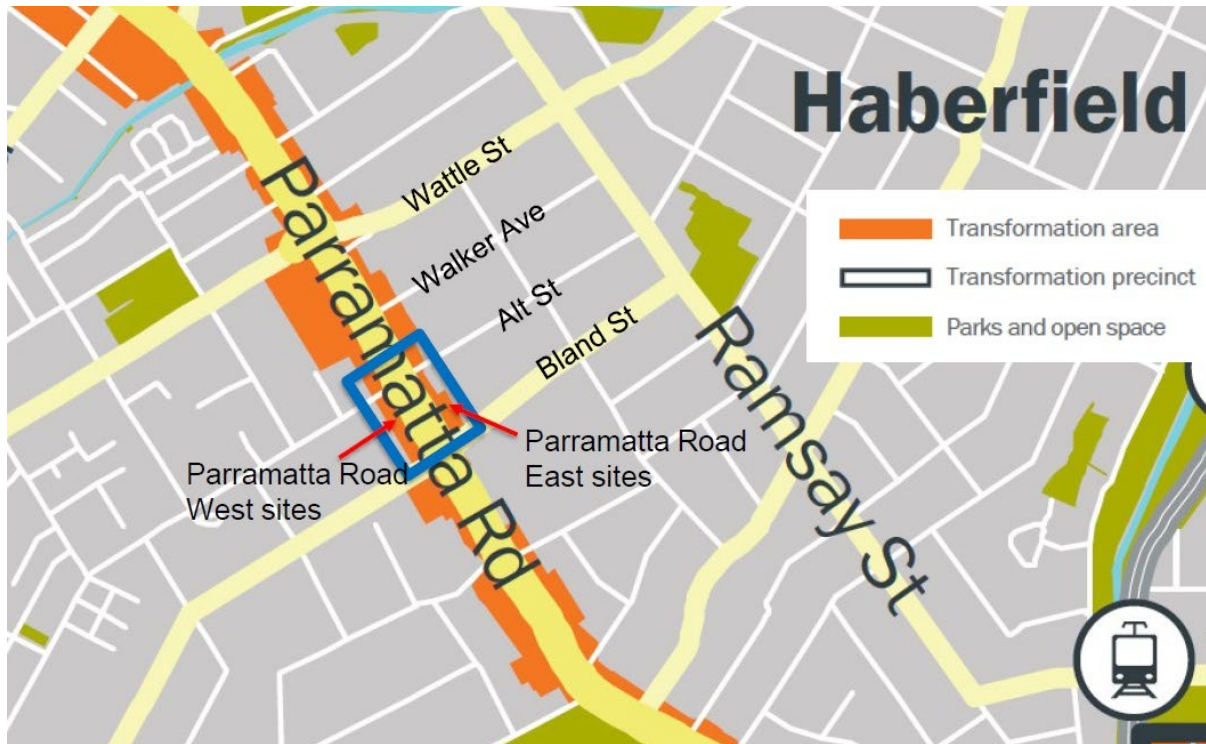 Haberfield
Wattle St
Walker Ave
Alt St
Bland St
Parramatta Rd
Ramsay St
Transformation area
Transformation precinct
Parks and open space
Parramatta Road
West sites
Parramatta Road
East sites